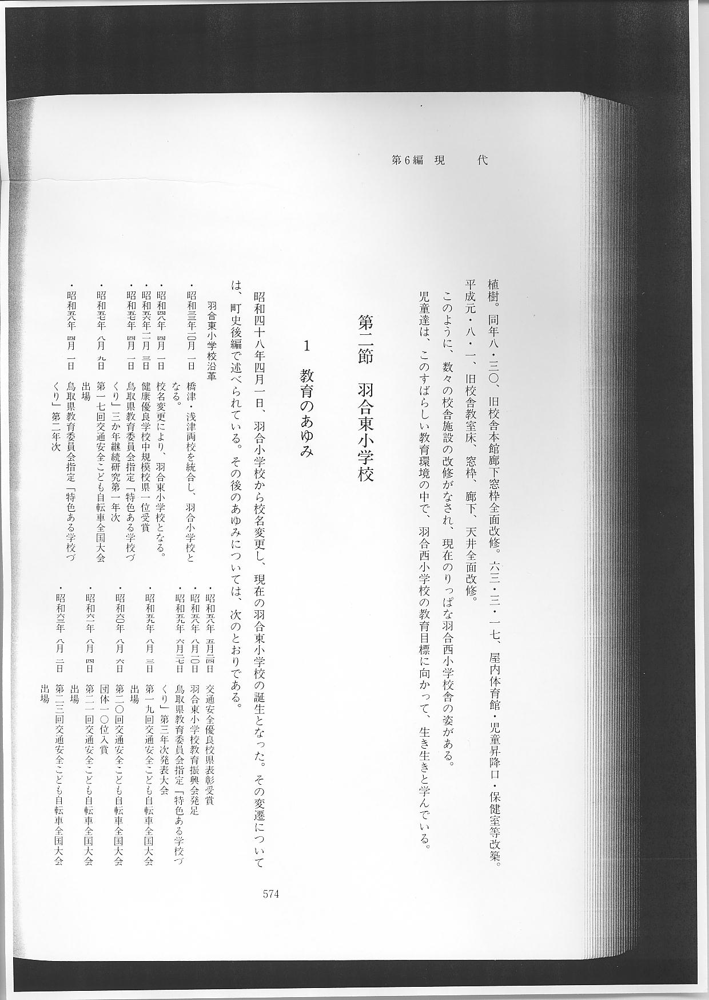 第6編　現　　代
植樹。同年八・三〇、旧校舎本館廊下窓枠全面改修。六三・三・一七、屋内体育館・児童昇降口・保健室等改築。
平成元・八・一、旧校舎教室床、窓枠、廊下、天井全面改修。
このように、数々の校舎施設の改修がなされ、現在のりっぱな羽合西小学校舎の姿がある。
児童達は、このすばらしい教育環境の中で、羽合西小学校の教育目標に向かって、生き生きと学んでいる。
第二節　羽合東小学校
1　教育のあゆみ
昭和四十八年四月一日、羽合小学校から校名変更し、現在の羽合東小学校の誕生となった。その変遷について
は、町史後編で述べられている。その後のあゆみについては、次のとおりである。
羽合東小学校沿革
・昭和三三年一〇月　一日　橋津・浅津両校を統合し、羽合小学校と
なる。
・昭和四八年　四月　一日　校名変更により、羽合東小学校となる。
・昭和五六年一一月　三日　健康優良学校中規模校県一位受賞
・昭和五七年　四月　一日　鳥取県教育委員会指定「特色ある学校づ
くり」三か年継続研究第一年次
・昭和五七年　八月　九日　第一七回交通安全こども自転車全国大会
出場
・昭和五八年　四月　一日　鳥取県教育委員会指定「特色ある学校づ
くり」第二年次
・昭和五八年　五月二四日　交通安全優良校県表彰受賞
・昭和五八年　八月二〇日　羽合東小学校教育振興会発足
・昭和五九年　六月二七日　鳥取県教育委員会指定「特色ある学校づ
くり」第三年次発表大会
・昭和五九年　八月　三日　第一九回交通安全こども自転車全国大会
出場
・昭和六〇年　八月　六日　第二〇回交通安全こども自転車全国大会
団体一〇位入賞
・昭和六一年　八月　四日　第二一回交通安全こども自転車全国大会
出場
・昭和六三年　八月　二日　第二三回交通安全こども自転車全国大会
出場
574